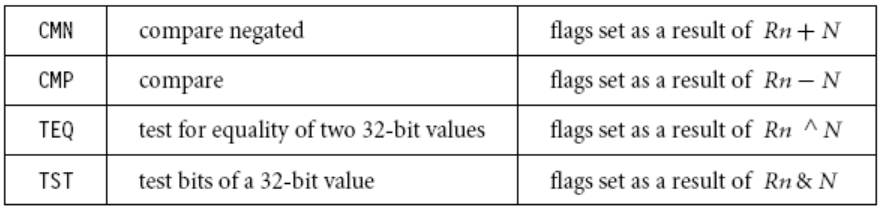 CMN compare negated flags set as a result of Rn + N
CMP compare flags set as a result of Rn − N
TEQ test for equality of two 32-bit values flags set as a result of Rn ^ N
TST test bits of a 32-bit value flags set as a result of Rn & N